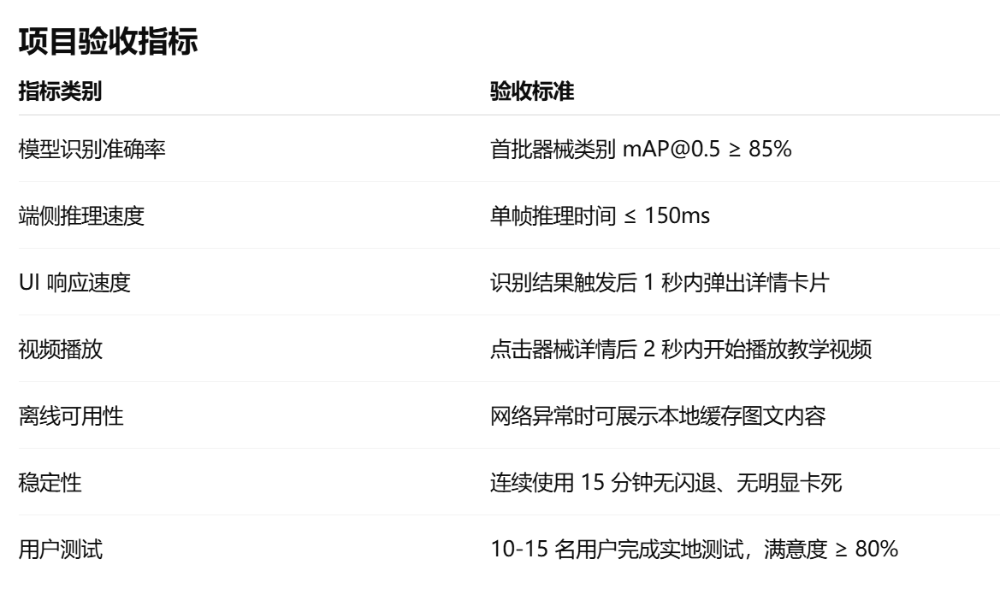 项目验收指标
指标类别 验收标准
模型识别准确率 首批器械类别 mAP@0.5 ≥ 85%
端侧推理速度 单帧推理时间 ≤ 150ms
UI 响应速度 识别结果触发后 1 秒内弹出详情卡片
视频播放 点击器械详情后 2 秒内开始播放教学视频
离线可用性 网络异常时可展示本地缓存图文内容
稳定性 连续使用 15 分钟无闪退、无明显卡死
用户测试 10-15 名用户完成实地测试，满意度 ≥ 80%